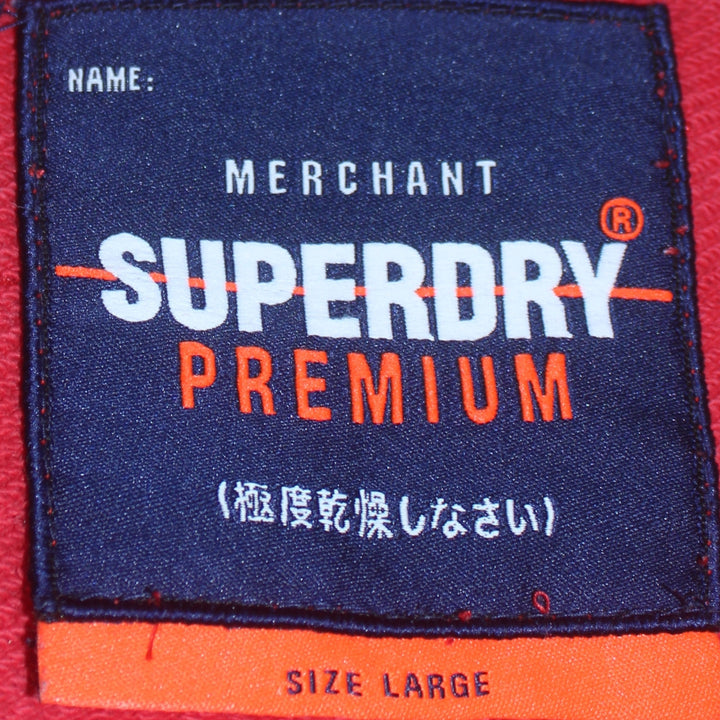 NAME:
MERCHANT
SUPERDRY®
PREMIUM
(極度乾燥しなさい)
SIZE LARGE